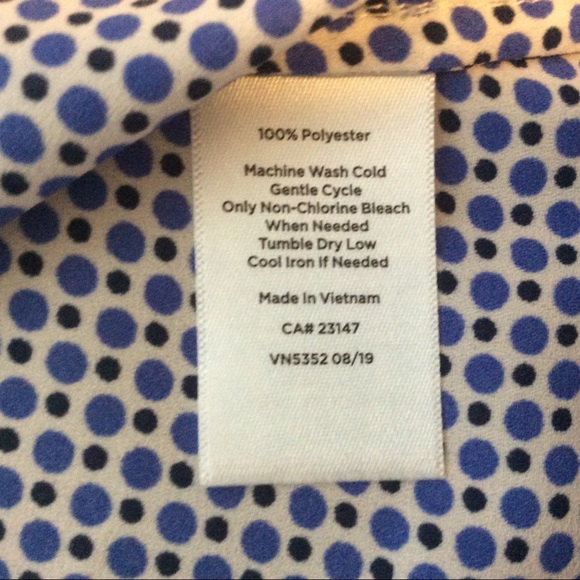 100% Polyester
Machine Wash Cold
Gentle Cycle
Only Non-Chlorine Bleach
When Needed
Tumble Dry Low
Cool Iron If Needed
Made In Vietnam
CA# 23147
VN5352 08/19